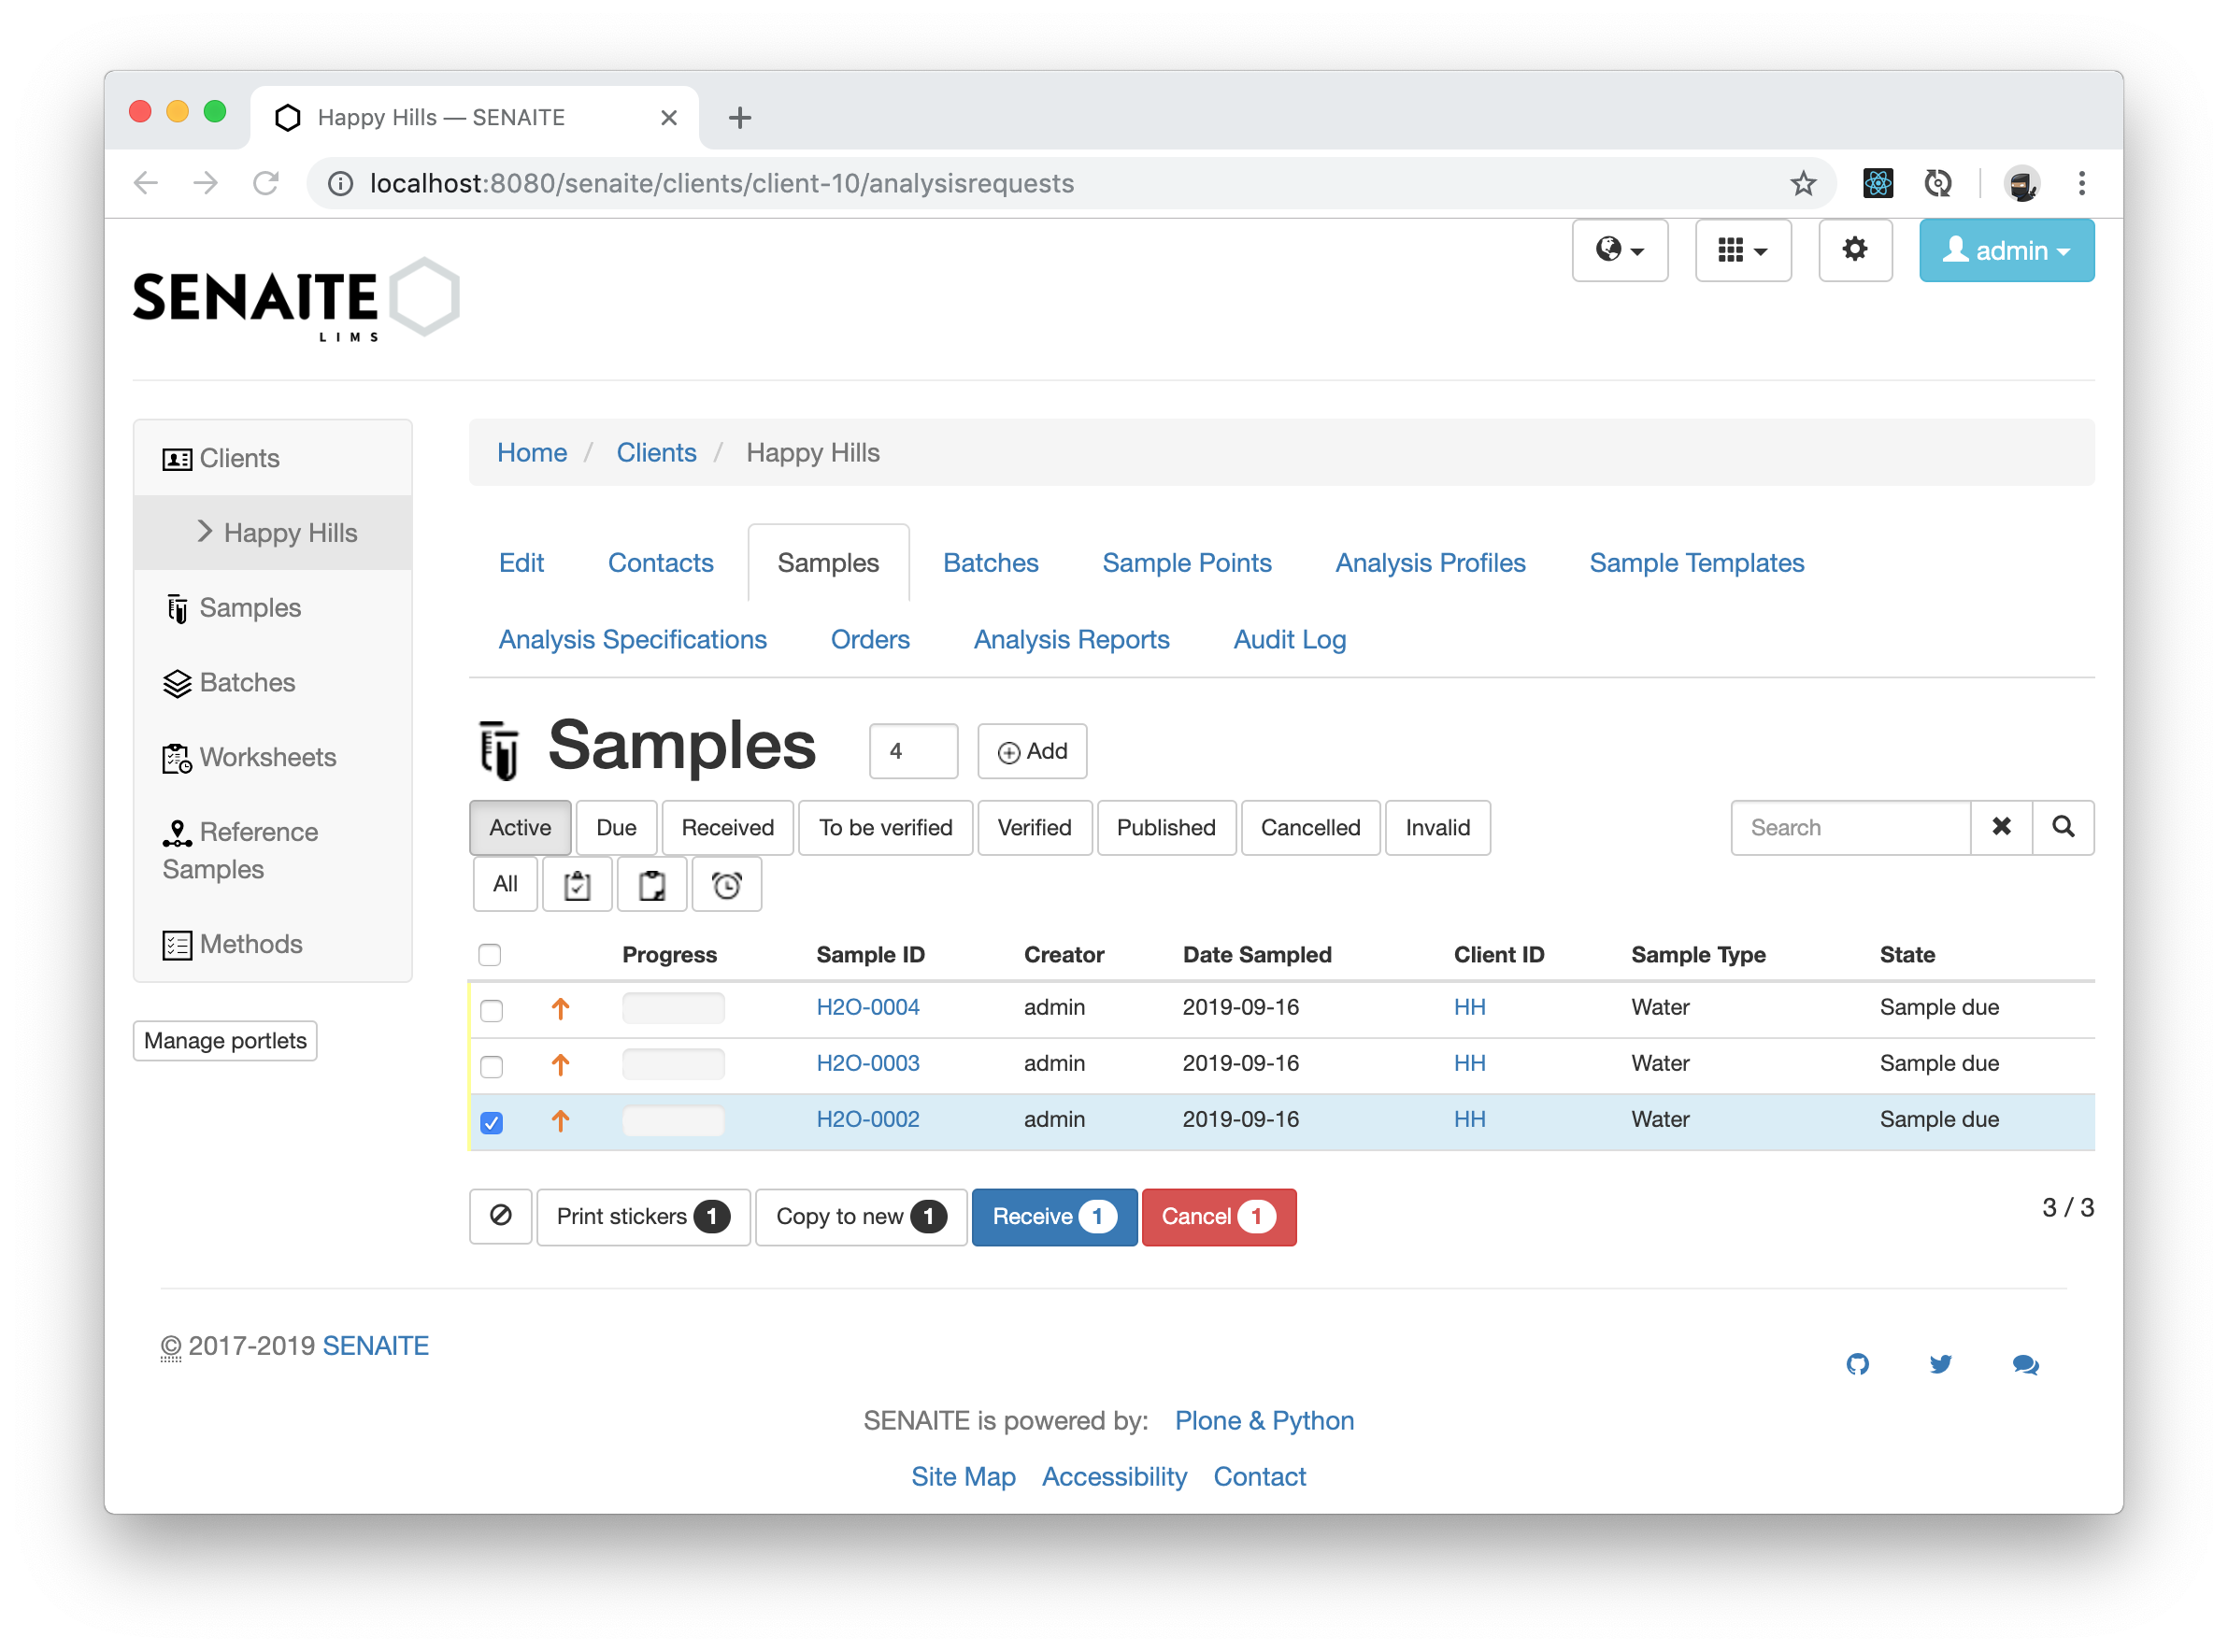 Happy Hills — SENAITE
localhost:8080/senaite/clients/client-10/analysisrequests
admin
SENAITE
LIMS
Clients
Happy Hills
Samples
Batches
Worksheets
Reference
Samples
Methods
Manage portlets
Home / Clients / Happy Hills
Edit Contacts Samples Batches Sample Points Analysis Profiles Sample Templates
Analysis Specifications Orders Analysis Reports Audit Log
Samples 4 Add
Active Due Received To be verified Verified Published Cancelled Invalid Search
All
Progress Sample ID Creator Date Sampled Client ID Sample Type State
H2O-0004 admin 2019-09-16 HH Water Sample due
H2O-0003 admin 2019-09-16 HH Water Sample due
H2O-0002 admin 2019-09-16 HH Water Sample due
Print stickers 1 Copy to new 1 Receive 1 Cancel 1 3 / 3
© 2017-2019 SENAITE
SENAITE is powered by: Plone & Python
Site Map Accessibility Contact